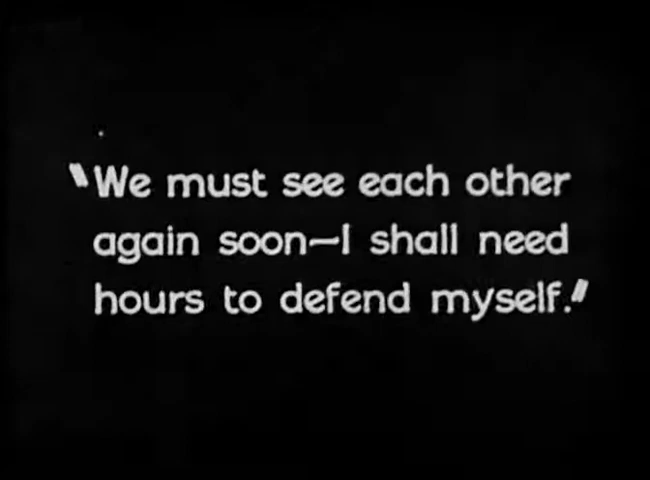 "We must see each other
again soon—I shall need
hours to defend myself."